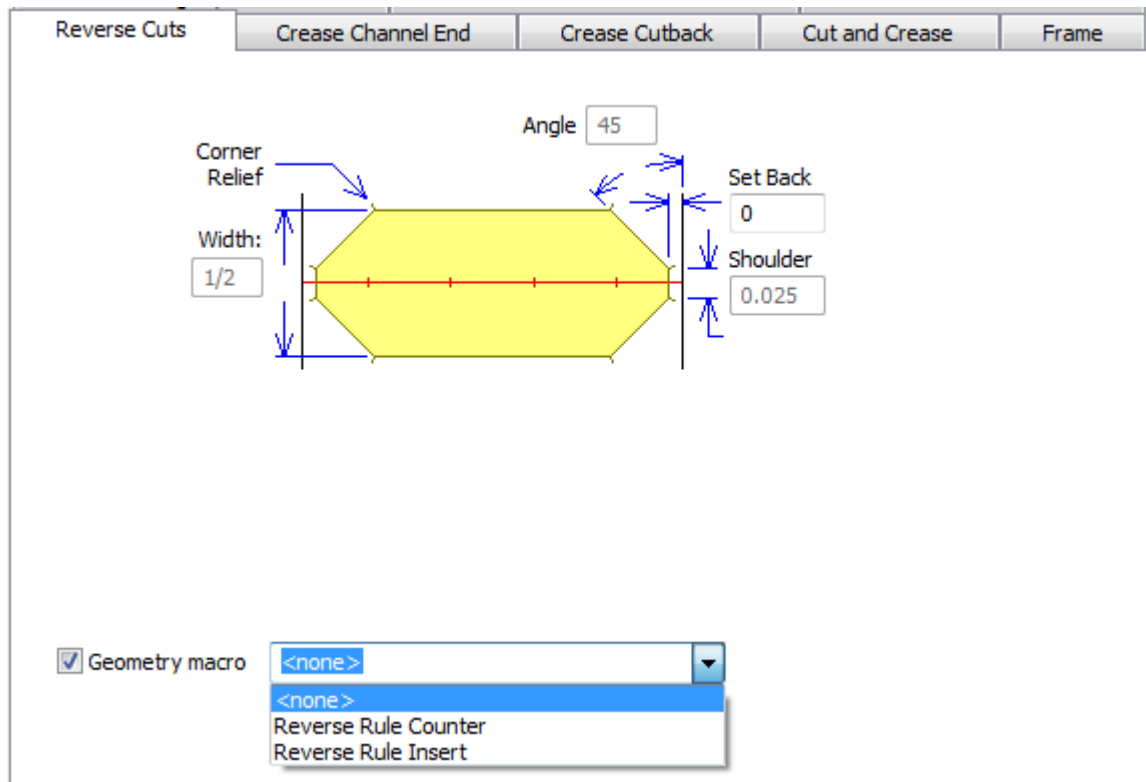 Reverse Cuts
Crease Channel End
Crease Cutback
Cut and Crease
Frame
Angle 45
Corner
Relief
Set Back
0
Width:
1/2
Shoulder
0.025
Geometry macro <none>
<none>
Reverse Rule Counter
Reverse Rule Insert